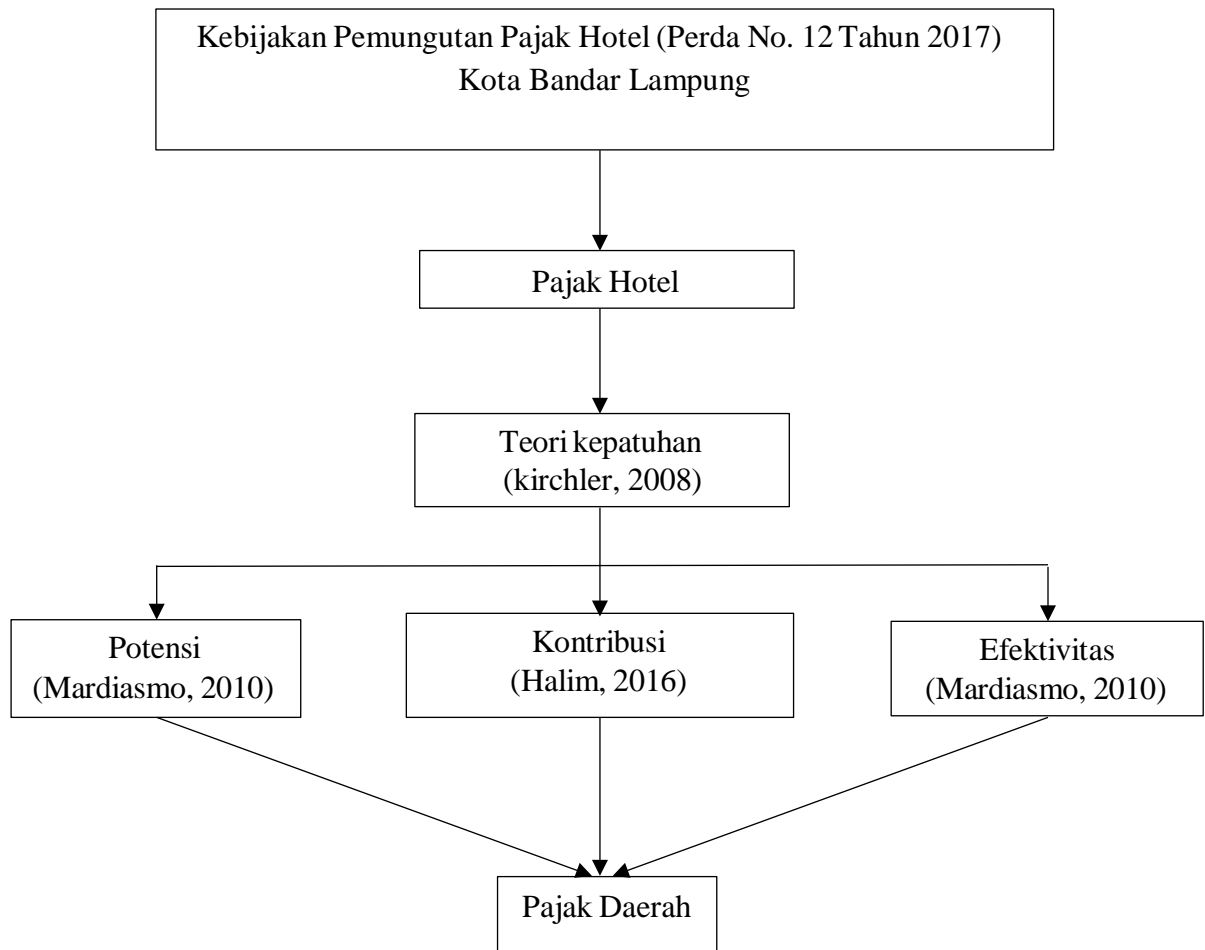 Kebijakan Pemungutan Pajak Hotel (Perda No. 12 Tahun 2017)
Kota Bandar Lampung
Pajak Hotel
Teori kepatuhan
(kirchler, 2008)
Potensi
(Mardiasmo, 2010)
Kontribusi
(Halim, 2016)
Efektivitas
(Mardiasmo, 2010)
Pajak Daerah